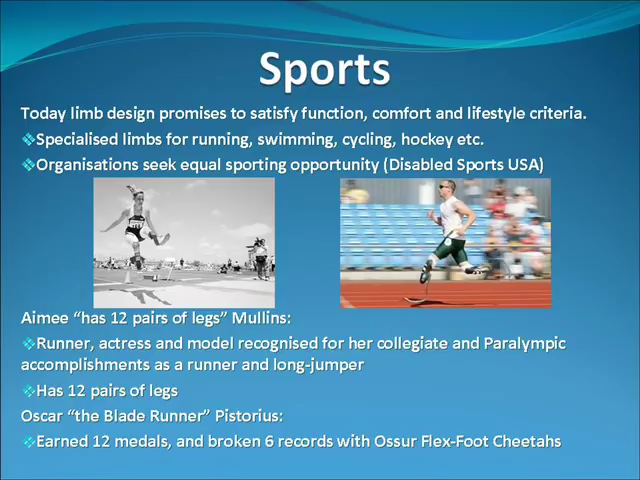 Sports
Today limb design promises to satisfy function, comfort and lifestyle criteria.
❖Specialised limbs for running, swimming, cycling, hockey etc.
❖Organisations seek equal sporting opportunity (Disabled Sports USA)
Aimee “has 12 pairs of legs” Mullins:
❖Runner, actress and model recognised for her collegiate and Paralympic
accomplishments as a runner and long-jumper
❖Has 12 pairs of legs
Oscar “the Blade Runner” Pistorius:
❖Earned 12 medals, and broken 6 records with Ossur Flex-Foot Cheetahs